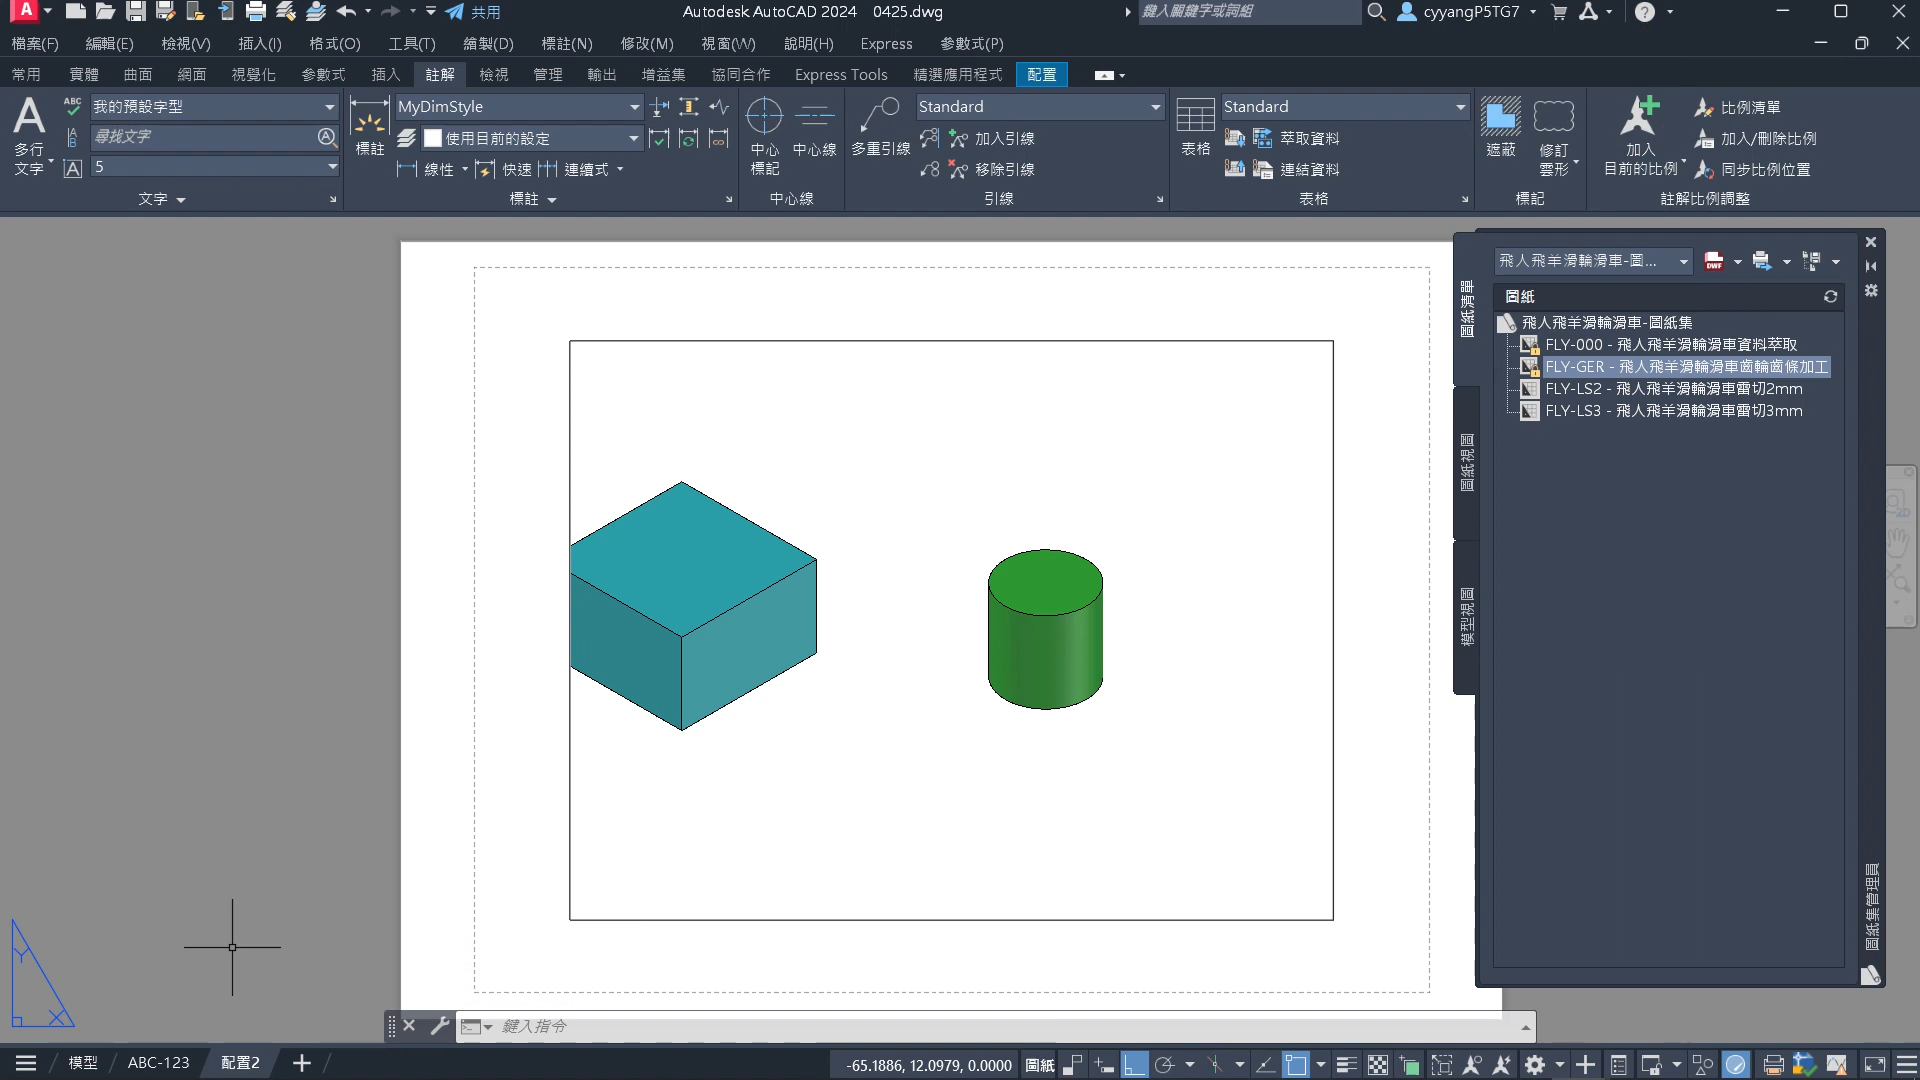 A 共用 Autodesk AutoCAD 2024 0425.dwg 鍵入關鍵字或詞組 cyyangP5TG7
檔案(F) 編輯(E) 檢視(V) 插入(I) 格式(O) 工具(T) 繪製(D) 標註(N) 修改(M) 視窗(W) 說明(H) Express 參數式(P)
常用 實體 曲面 網面 視覺化 參數式 插入 註解 檢視 管理 輸出 增益集 協同合作 Express Tools 精選應用程式 配置
多行
文字
ABC
我的預設字型
尋找文字
5
文字
標註
MyDimStyle
使用目前的設定
線性 快速 連續式
標註
中心
標記
中心線
中心線
多重引線
Standard
加入引線
移除引線
引線
表格
Standard
萃取資料
連結資料
表格
遮蔽
修訂
雲形
標記
加入
目前的比例
比例清單
加入/刪除比例
同步比例位置
註解比例調整
圖紙清單
圖紙視圖
模型視圖
飛人飛羊滑輪滑車-圖...
DWF
圖紙
飛人飛羊滑輪滑車-圖紙集
FLY-000 - 飛人飛羊滑輪滑車資料萃取
FLY-GER - 飛人飛羊滑輪滑車齒輪齒條加工
FLY-LS2 - 飛人飛羊滑輪滑車雷切2mm
FLY-LS3 - 飛人飛羊滑輪滑車雷切3mm
圖紙集管理員
2D
Y
X
鍵入指令
模型 ABC-123 配置2
-65.1886, 12.0979, 0.0000 圖紙